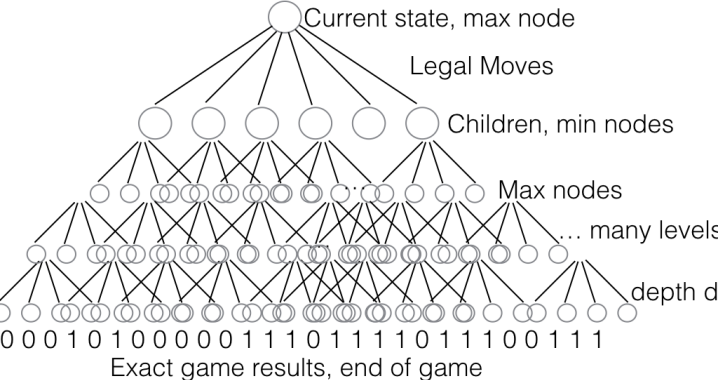 Current state, max node
Legal Moves
Children, min nodes
...
Max nodes
... many levels
depth d
0 0 0 1 0 1 0 0 0 0 0 1 1 1 0 1 1 1 1 0 1 1 1 0 0 1 1 1
Exact game results, end of game